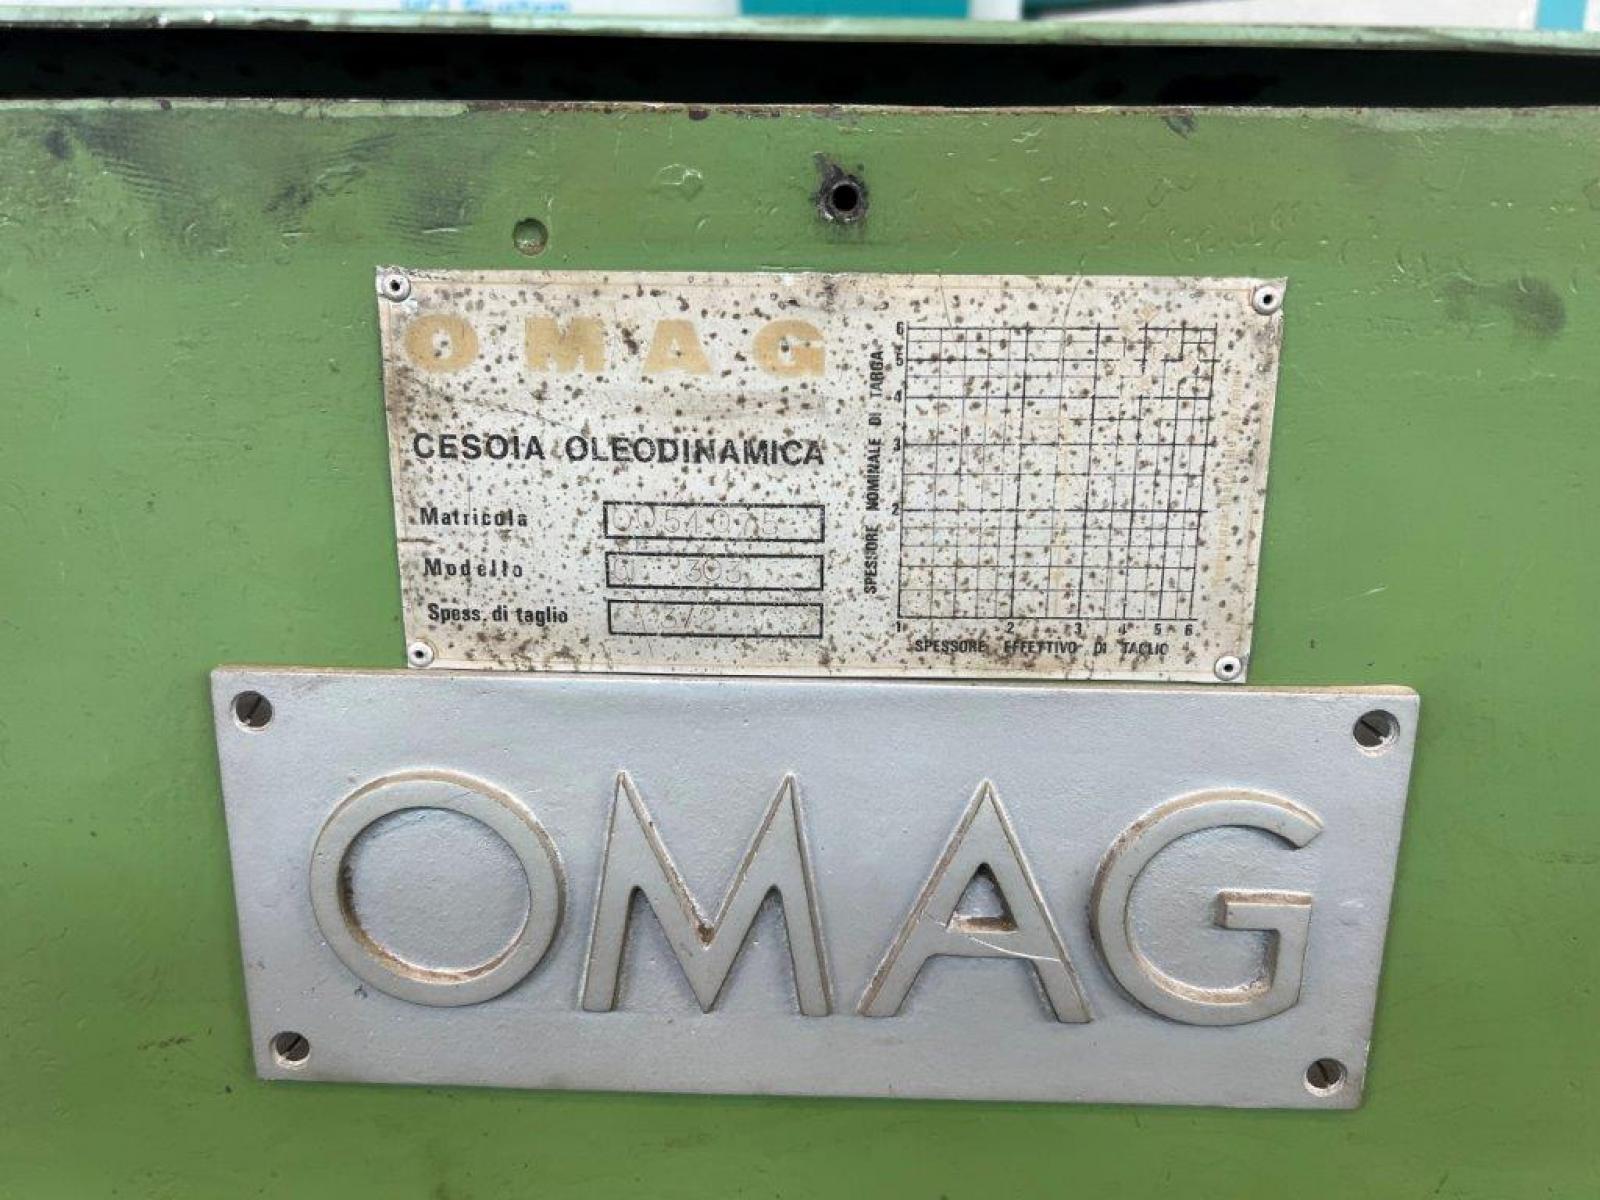 OMAG
CESOIA OLEODINAMICA
Matricola
Modello 303
Spess. di taglio
SPESSORE NOMINALE DI TARGA
6
5
4
3
2
1 2 3 4 5 6
SPESSORE EFFETTIVO DI TAGLIO
OMAG